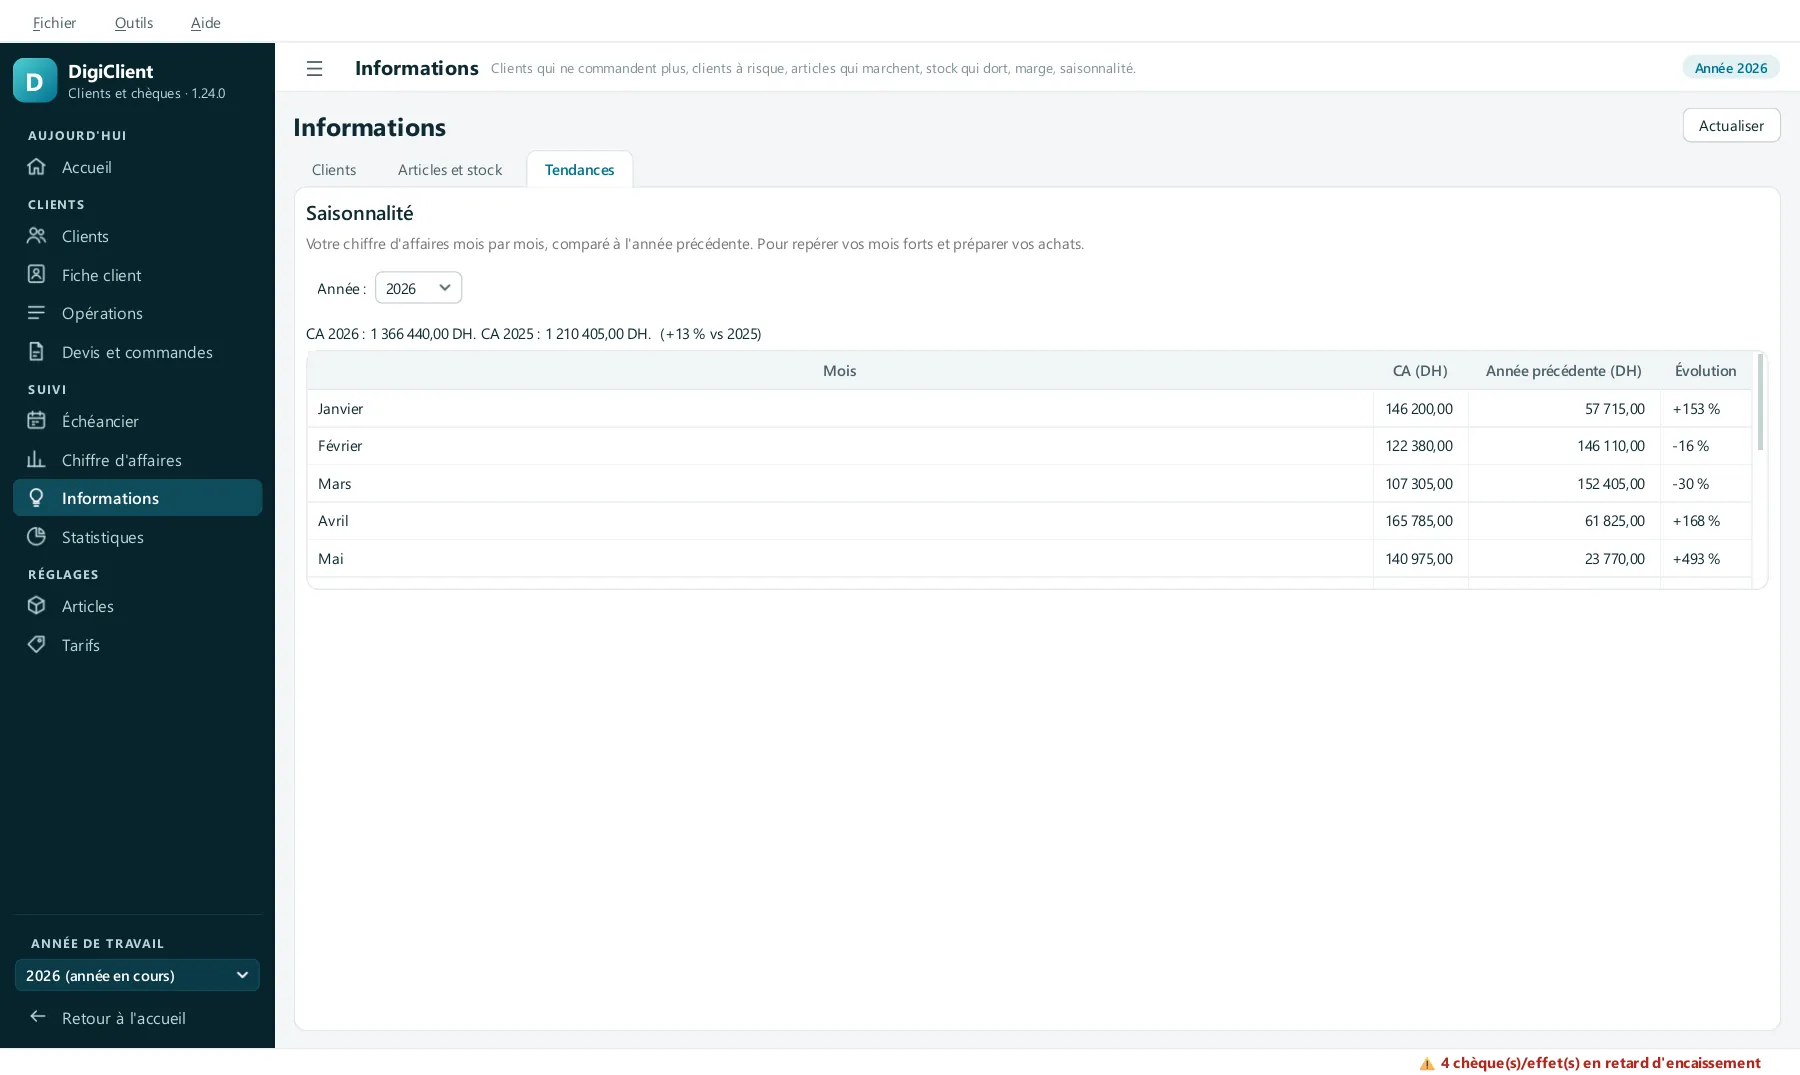 Fichier Outils Aide
D DigiClient
Clients et chèques · 1.24.0
AUJOURD'HUI
Accueil
CLIENTS
Clients
Fiche client
Opérations
Devis et commandes
SUIVI
Échéancier
Chiffre d'affaires
Informations
Statistiques
RÉGLAGES
Articles
Tarifs
ANNÉE DE TRAVAIL
2026 (année en cours)
Retour à l'accueil
Informations Clients qui ne commandent plus, clients à risque, articles qui marchent, stock qui dort, marge, saisonnalité. Année 2026
Informations Actualiser
Clients Articles et stock Tendances
Saisonnalité
Votre chiffre d'affaires mois par mois, comparé à l'année précédente. Pour repérer vos mois forts et préparer vos achats.
Année : 2026
CA 2026 : 1 366 440,00 DH. CA 2025 : 1 210 405,00 DH. (+13 % vs 2025)
Mois CA (DH) Année précédente (DH) Évolution
Janvier 146 200,00 57 715,00 +153 %
Février 122 380,00 146 110,00 -16 %
Mars 107 305,00 152 405,00 -30 %
Avril 165 785,00 61 825,00 +168 %
Mai 140 975,00 23 770,00 +493 %
4 chèque(s)/effet(s) en retard d'encaissement